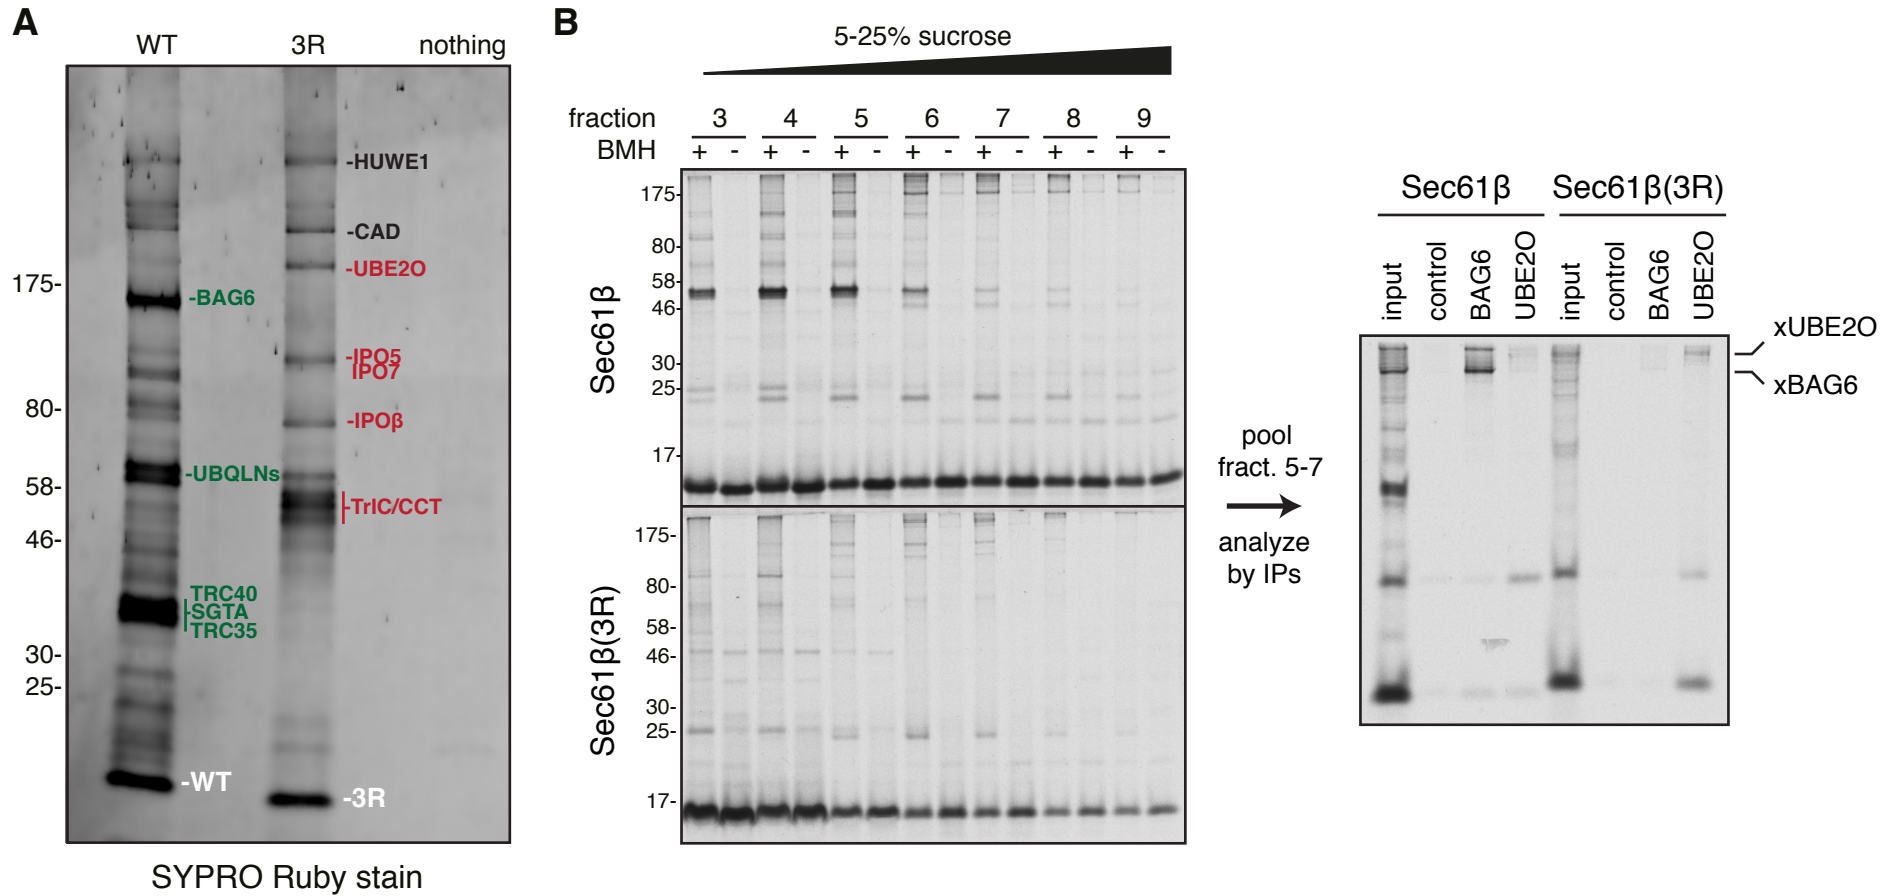 A
WT 3R nothing
-HUWE1
-CAD
-UBE2O
175-
-BAG6
-IPO5
IPO7
80-
-IPOβ
-UBQLNs
58-
-TrIC/CCT
46-
TRC40
-SGTA
TRC35
30-
25-
-WT
-3R
SYPRO Ruby stain
B
5-25% sucrose
fraction 3 4 5 6 7 8 9
BMH + - + - + - + - + - + - + -
Sec61β
175-
80-
58-
46-
30-
25-
17-
Sec61β(3R)
175-
80-
58-
46-
30-
25-
17-
pool
fract. 5-7
analyze
by IPs
Sec61β Sec61β(3R)
input control BAG6 UBE2O input control BAG6 UBE2O
xUBE2O
xBAG6